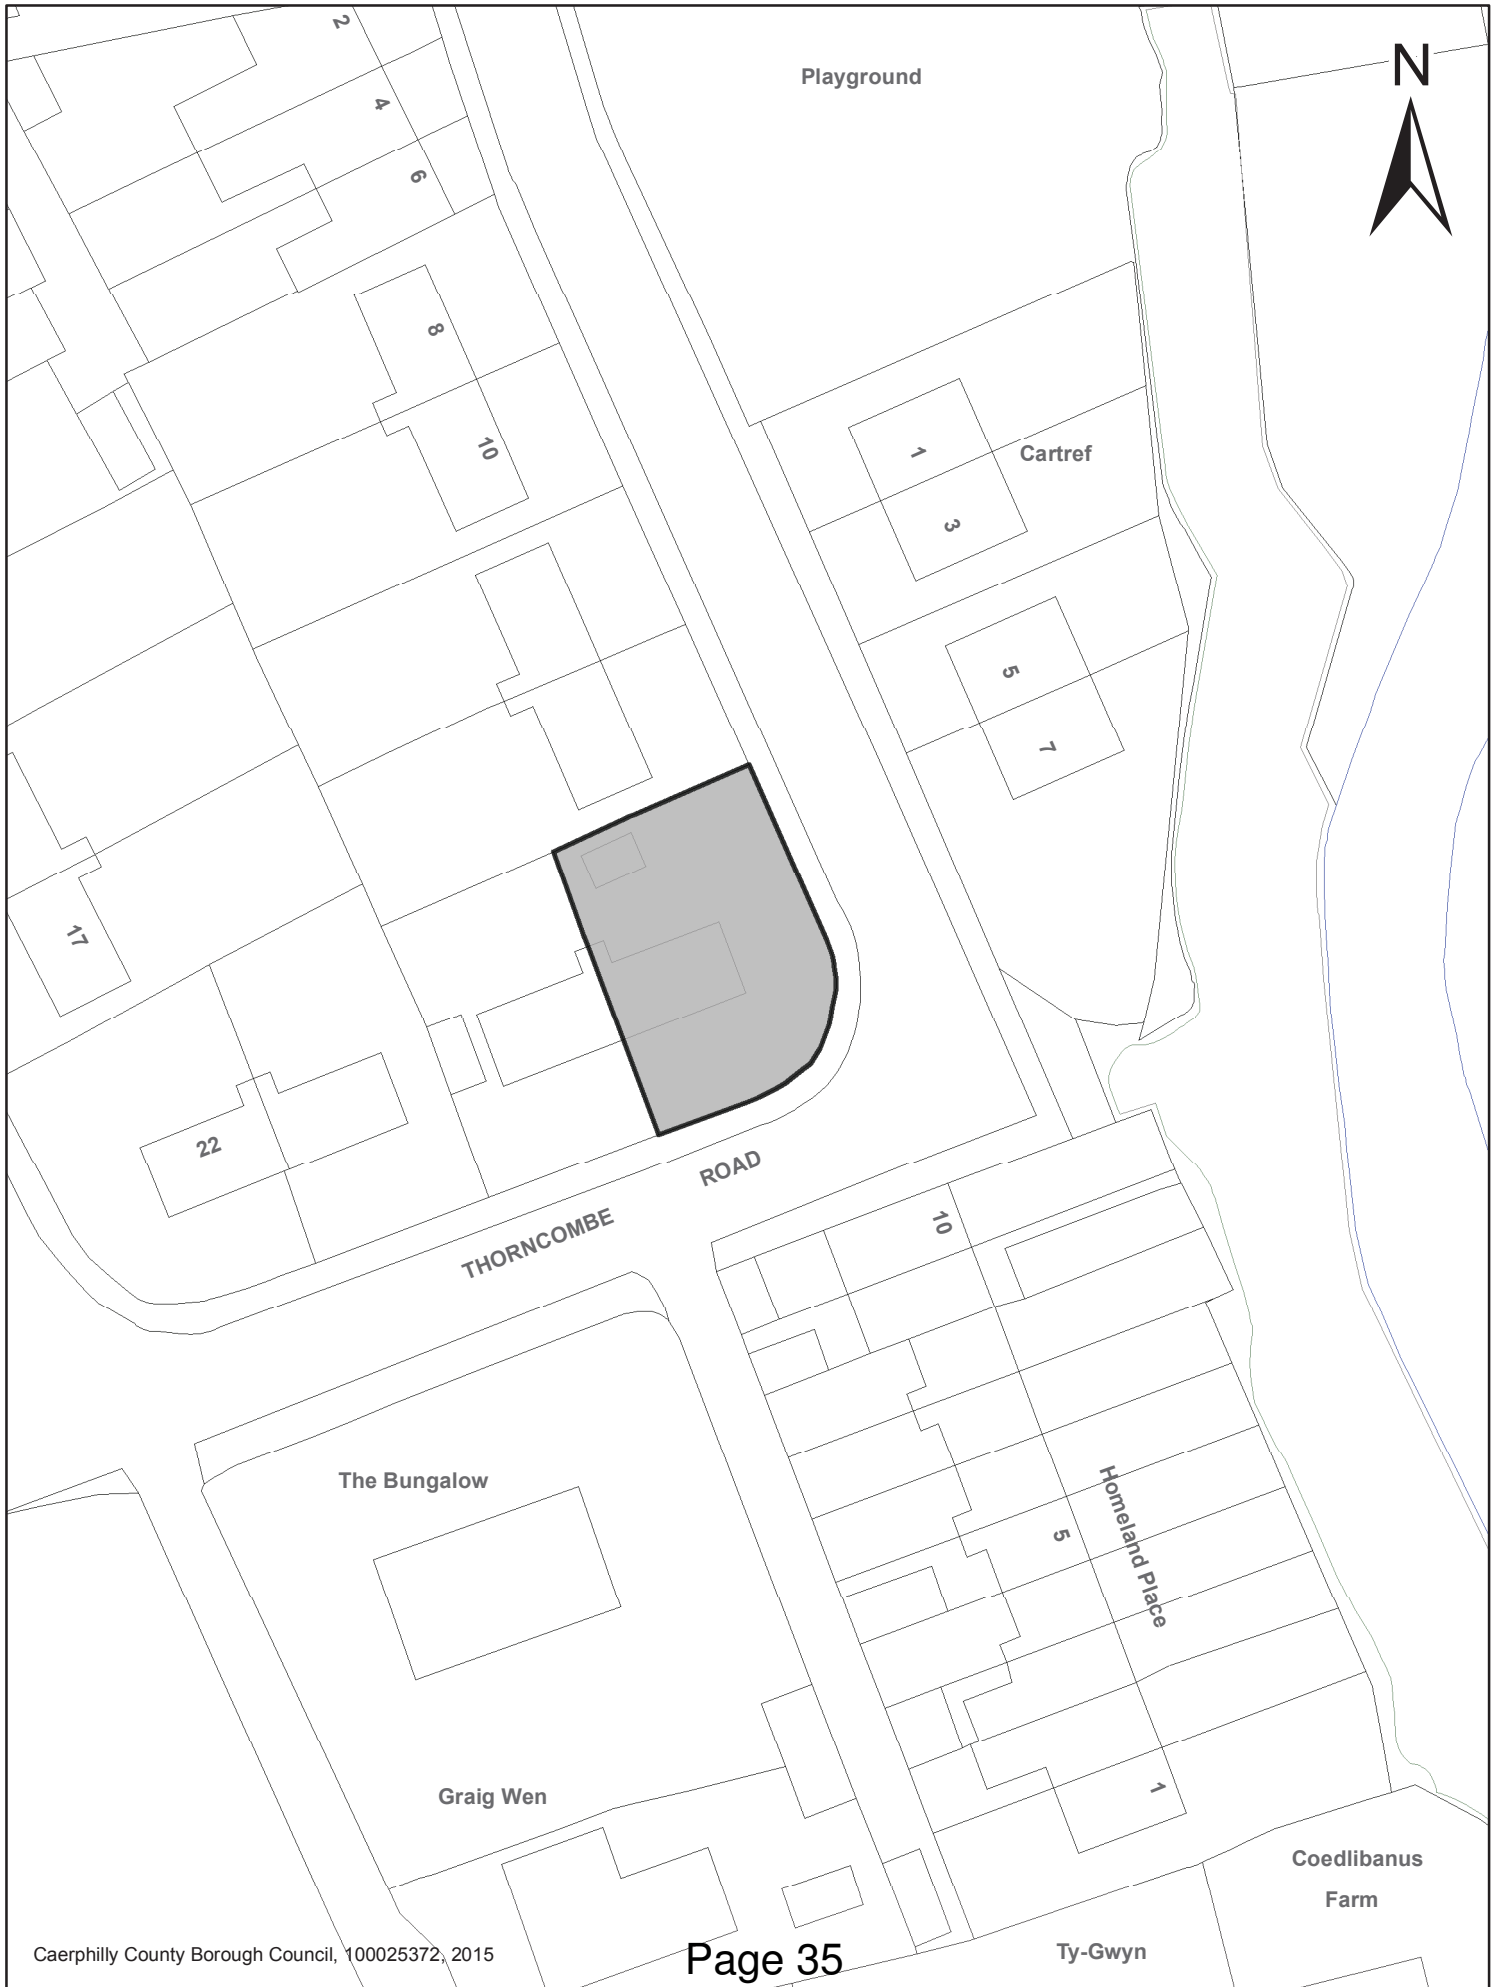 2
Playground
N
4
6
8
10
1
Cartref
3
5
7
17
22
ROAD
THORNCOMBE
10
The Bungalow
Homeland Place
5
1
Graig Wen
Coedlibanus
Farm
Ty-Gwyn
Caerphilly County Borough Council, 100025372, 2015
Page 35